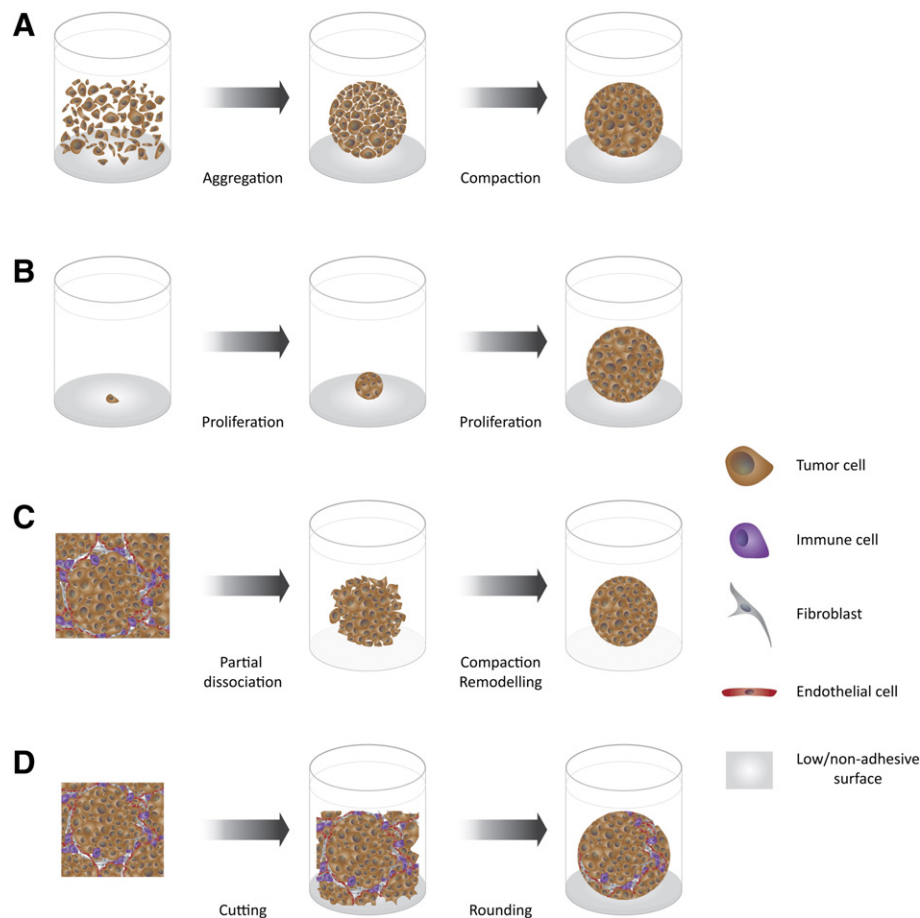 A
Aggregation
Compaction
B
Proliferation
Proliferation
C
Partial
dissociation
Compaction
Remodelling
D
Cutting
Rounding
Tumor cell
Immune cell
Fibroblast
Endothelial cell
Low/non-adhesive
surface